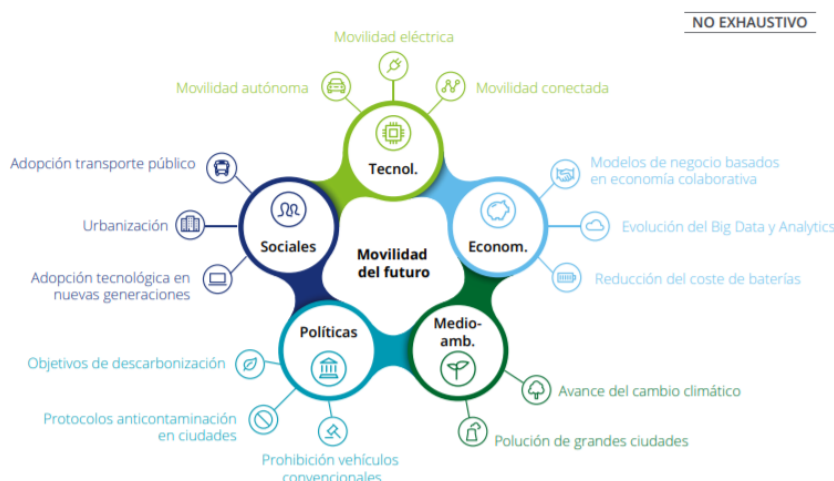 NO EXHAUSTIVO
Movilidad eléctrica
Movilidad autónoma
Movilidad conectada
Tecnol.
Adopción transporte público
Urbanización
Adopción tecnológica en
nuevas generaciones
Sociales
Movilidad
del futuro
Econom.
Modelos de negocio basados
en economía colaborativa
Evolución del Big Data y Analytics
Reducción del coste de baterías
Políticas
Medio-
amb.
Objetivos de descarbonización
Protocolos anticontaminación
en ciudades
Prohibición vehículos
convencionales
Avance del cambio climático
Polución de grandes ciudades